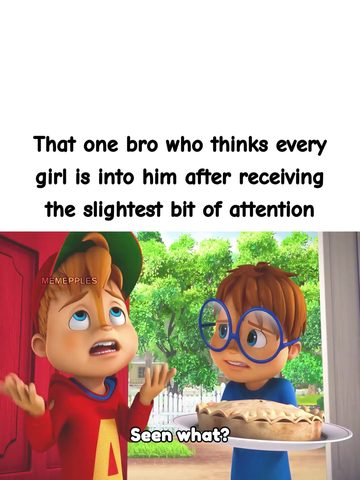 That one bro who thinks every
girl is into him after receiving
the slightest bit of attention
MEMEPPLES
A
Seen what?